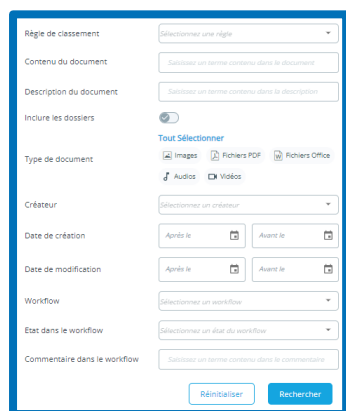 Règle de classement
Sélectionnez une règle
Contenu du document
Saisissez un terme contenu dans le document
Description du document
Saisissez un terme contenu dans la description
Inclure les dossiers
Tout Sélectionner
Type de document
Images Fichiers PDF Fichiers Office
Audios Vidéos
Créateur
Sélectionnez un créateur
Date de création
Après le Avant le
Date de modification
Après le Avant le
Workflow
Sélectionnez un workflow
Etat dans le workflow
Sélectionnez un état du workflow
Commentaire dans le workflow
Saisissez un terme contenu dans le commentaire
Réinitialiser Rechercher